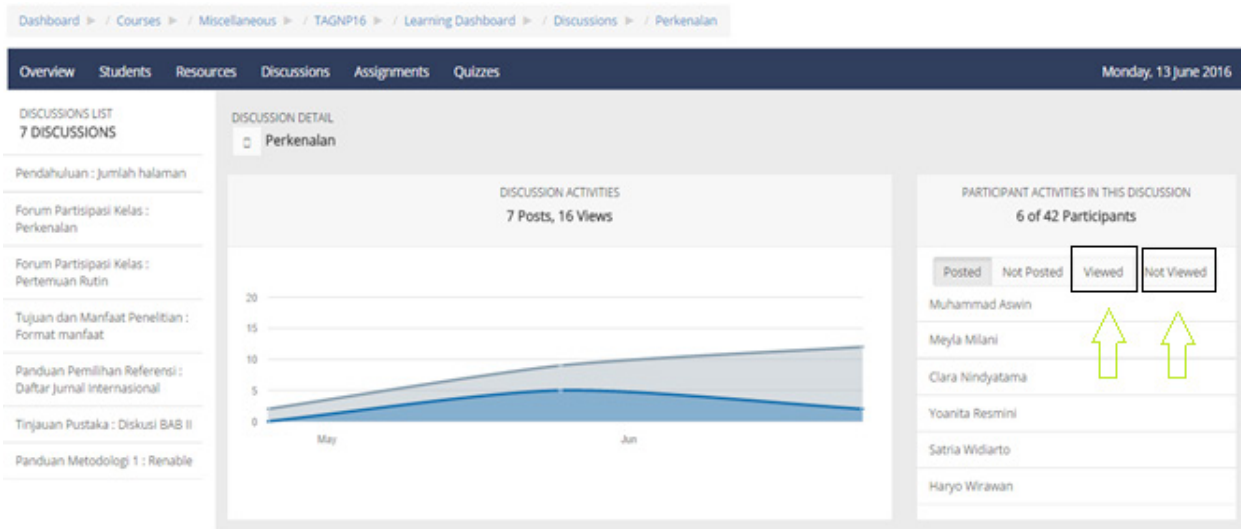 Dashboard ▶ / Courses ▶ / Miscellaneous ▶ / TAGNP16 ▶ / Learning Dashboard ▶ / Discussions ▶ / Perkenalan
Overview Students Resources Discussions Assignments Quizzes Monday, 13 June 2016
DISCUSSIONS LIST
7 DISCUSSIONS
Pendahuluan : Jumlah halaman
Forum Partisipasi Kelas :
Perkenalan
Forum Partisipasi Kelas :
Pertemuan Rutin
Tujuan dan Manfaat Penelitian :
Format manfaat
Panduan Pemilihan Referensi :
Daftar Jurnal Internasional
Tinjauan Pustaka : Diskusi BAB II
Panduan Metodologi 1 : Renable
DISCUSSION DETAIL
Perkenalan
DISCUSSION ACTIVITIES
7 Posts, 16 Views
20
15
10
5
0
May Jun
PARTICIPANT ACTIVITIES IN THIS DISCUSSION
6 of 42 Participants
Posted Not Posted Viewed Not Viewed
Muhammad Aswin
Meyla Milani
Clara Nindyatama
Yoanita Resmini
Satria Widiarto
Haryo Wirawan